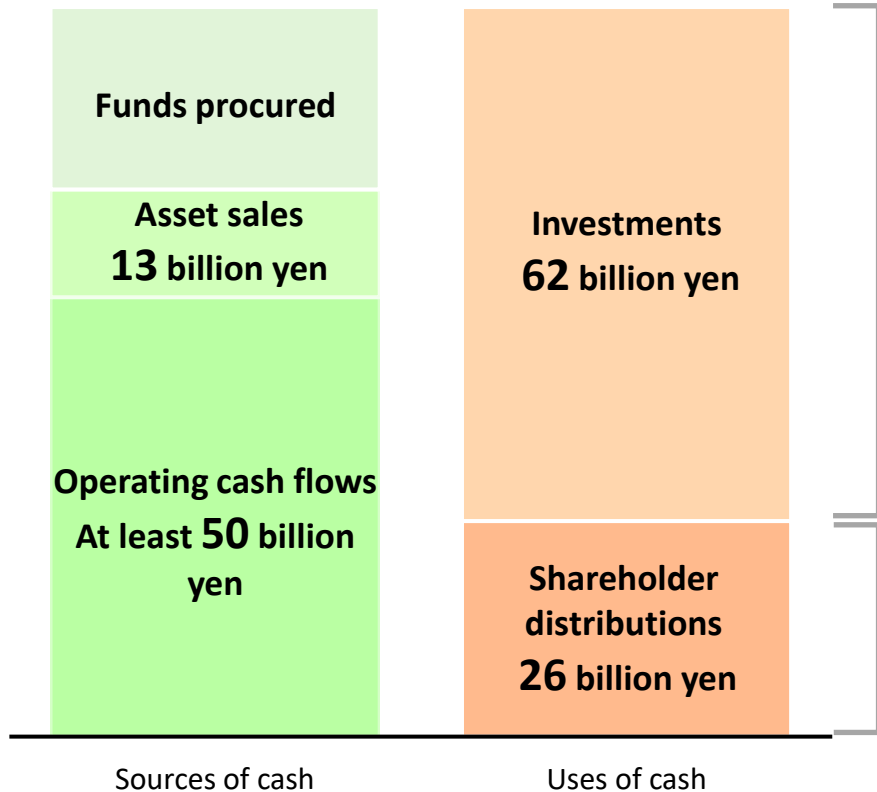 Funds procured
Asset sales
13 billion yen
Operating cash flows
At least 50 billion
yen
Investments
62 billion yen
Shareholder
distributions
26 billion yen
Sources of cash
Uses of cash